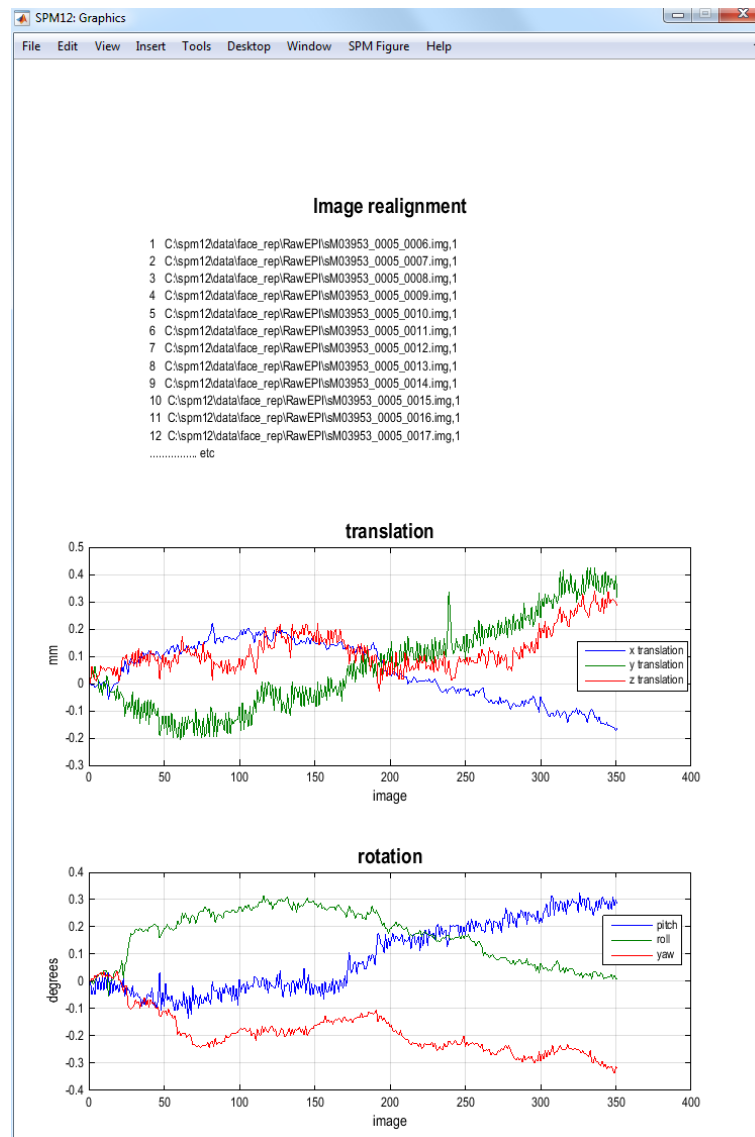 SPM12: Graphics
File Edit View Insert Tools Desktop Window SPM Figure Help
Image realignment
1 C:\spm12\data\face_rep\RawEPI\sM03953_0005_0006.img,1
2 C:\spm12\data\face_rep\RawEPI\sM03953_0005_0007.img,1
3 C:\spm12\data\face_rep\RawEPI\sM03953_0005_0008.img,1
4 C:\spm12\data\face_rep\RawEPI\sM03953_0005_0009.img,1
5 C:\spm12\data\face_rep\RawEPI\sM03953_0005_0010.img,1
6 C:\spm12\data\face_rep\RawEPI\sM03953_0005_0011.img,1
7 C:\spm12\data\face_rep\RawEPI\sM03953_0005_0012.img,1
8 C:\spm12\data\face_rep\RawEPI\sM03953_0005_0013.img,1
9 C:\spm12\data\face_rep\RawEPI\sM03953_0005_0014.img,1
10 C:\spm12\data\face_rep\RawEPI\sM03953_0005_0015.img,1
11 C:\spm12\data\face_rep\RawEPI\sM03953_0005_0016.img,1
12 C:\spm12\data\face_rep\RawEPI\sM03953_0005_0017.img,1
................ etc
translation
0.5
0.4
0.3
0.2
0.1
0
-0.1
-0.2
-0.3
mm
x translation
y translation
z translation
0 50 100 150 200 250 300 350 400
image
rotation
0.4
0.3
0.2
0.1
0
-0.1
-0.2
-0.3
-0.4
degrees
pitch
roll
yaw
0 50 100 150 200 250 300 350 400
image